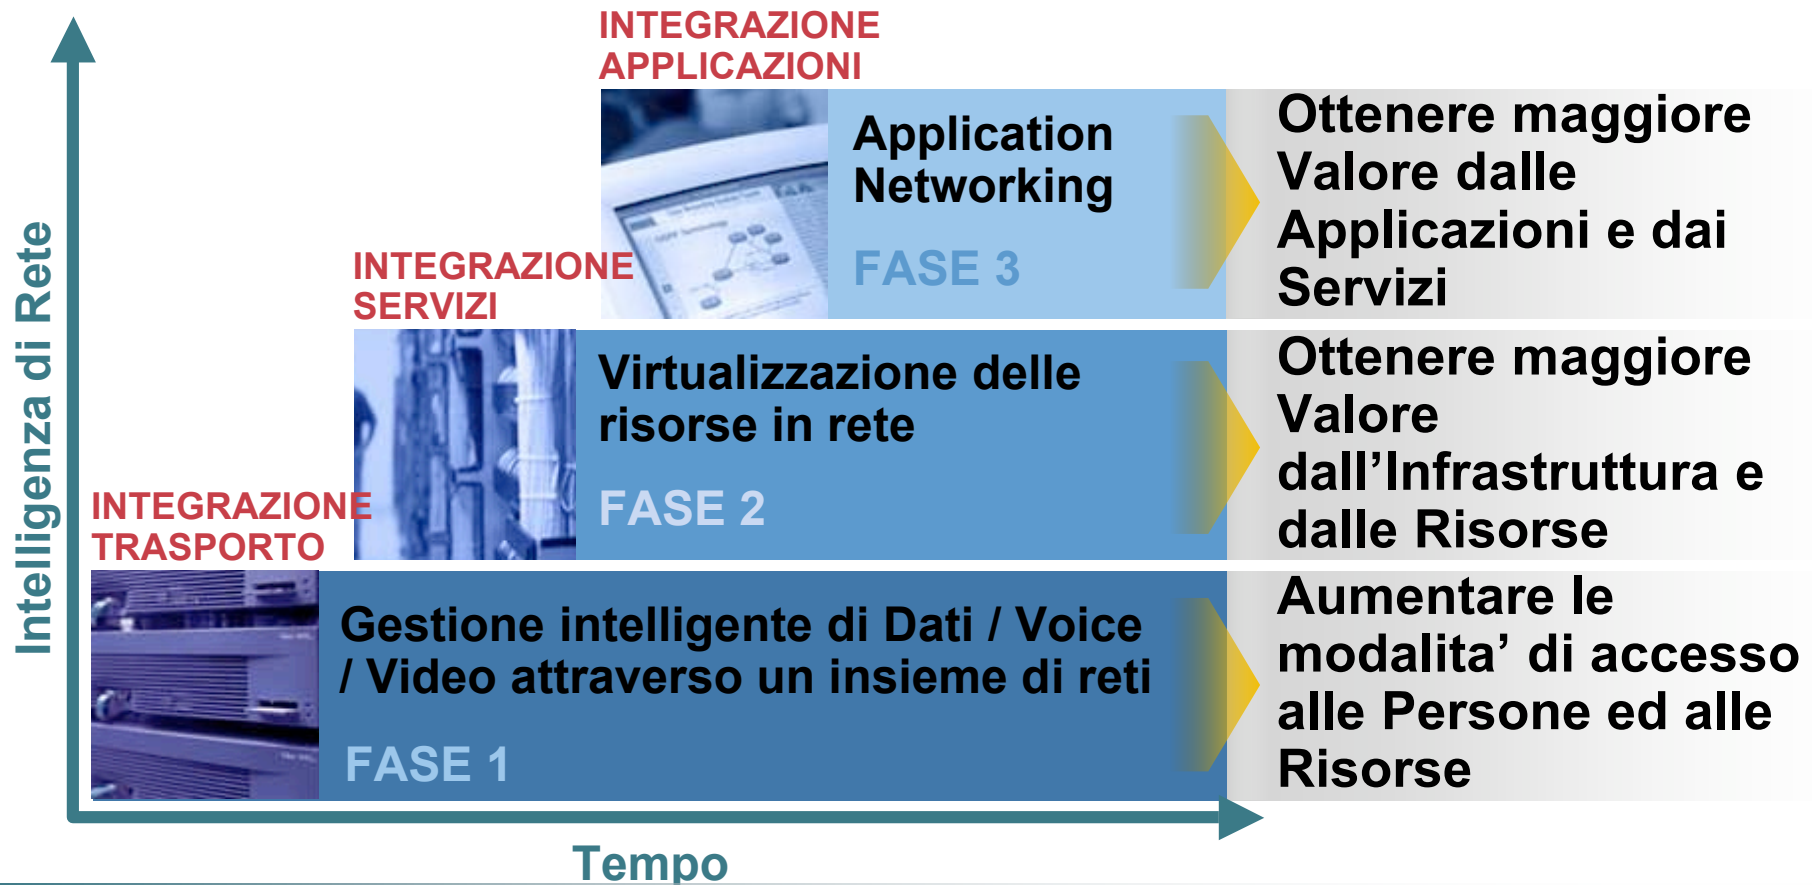 INTEGRAZIONE
APPLICAZIONI
Application
Networking
FASE 3
Ottenere maggiore
Valore dalle
Applicazioni e dai
Servizi
INTEGRAZIONE
SERVIZI
Virtualizzazione delle
risorse in rete
FASE 2
Ottenere maggiore
Valore
dall’Infrastruttura e
dalle Risorse
INTEGRAZIONE
TRASPORTO
Gestione intelligente di Dati / Voice
/ Video attraverso un insieme di reti
FASE 1
Aumentare le
modalita’ di accesso
alle Persone ed alle
Risorse
Intelligenza di Rete
Tempo